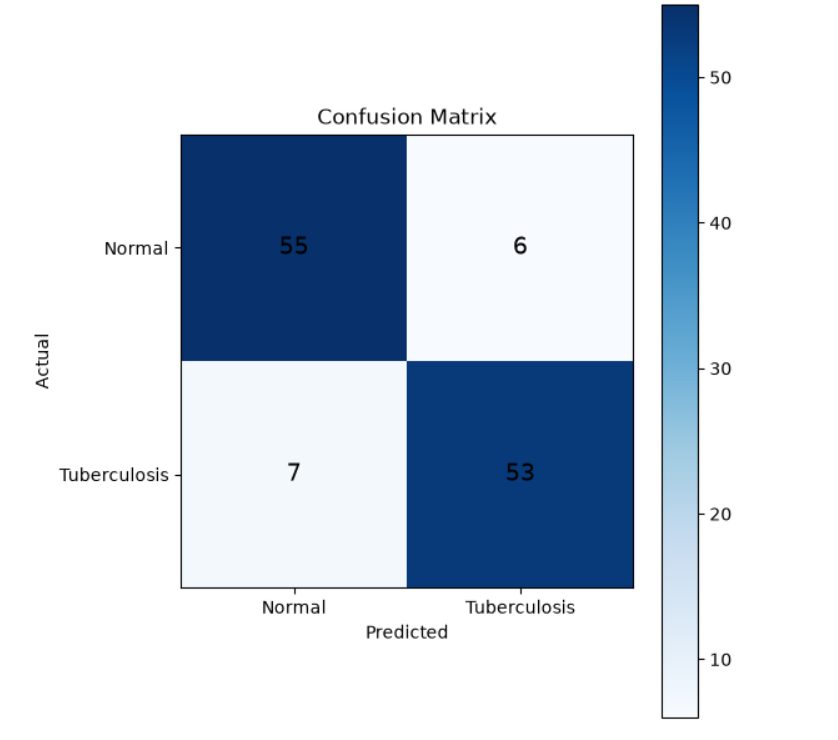 Confusion Matrix
Actual
Normal
55
6
Tuberculosis
7
53
Normal
Tuberculosis
Predicted
50
40
30
20
10